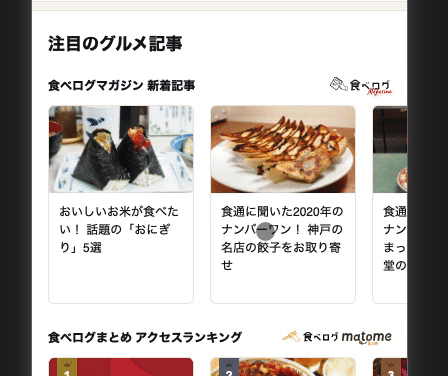 注目のグルメ記事
食べログマガジン 新着記事
食べログ
Magazine
おいしいお米が食べた
い！ 話題の「おにぎ
り」5選
食通に聞いた2020年の
ナンバーワン！ 神戸の
名店の餃子をお取り寄
せ
食通
ナン
まっ
堂の
食べログまとめ アクセスランキング
食べログ matome
まとめ
1
2
3